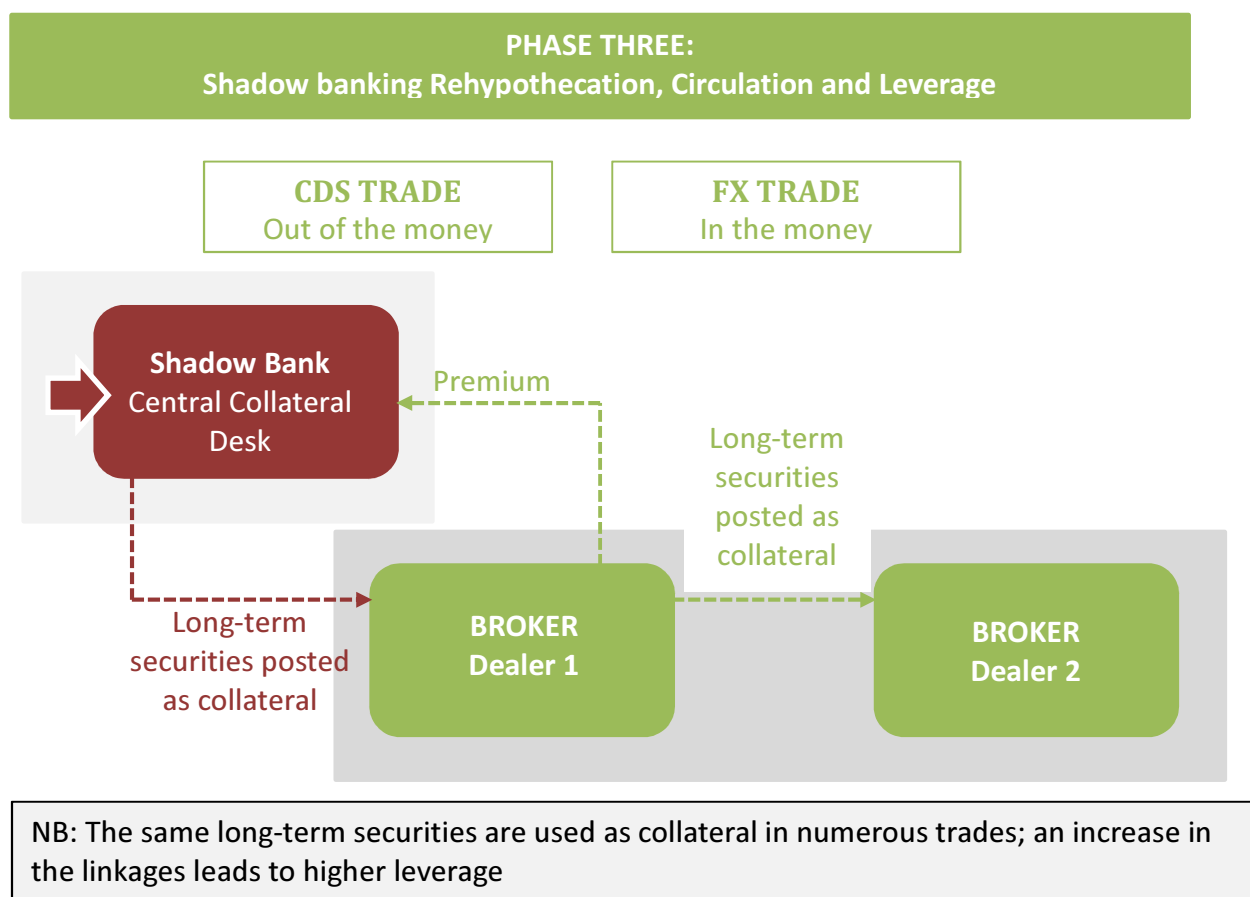 PHASE THREE:
Shadow banking Rehypothecation, Circulation and Leverage
CDS TRADE
Out of the money
FX TRADE
In the money
Shadow Bank
Central Collateral
Desk
Premium
Long-term
securities
posted as
collateral
Long-term
securities posted
as collateral
BROKER
Dealer 1
BROKER
Dealer 2
NB: The same long-term securities are used as collateral in numerous trades; an increase in
the linkages leads to higher leverage